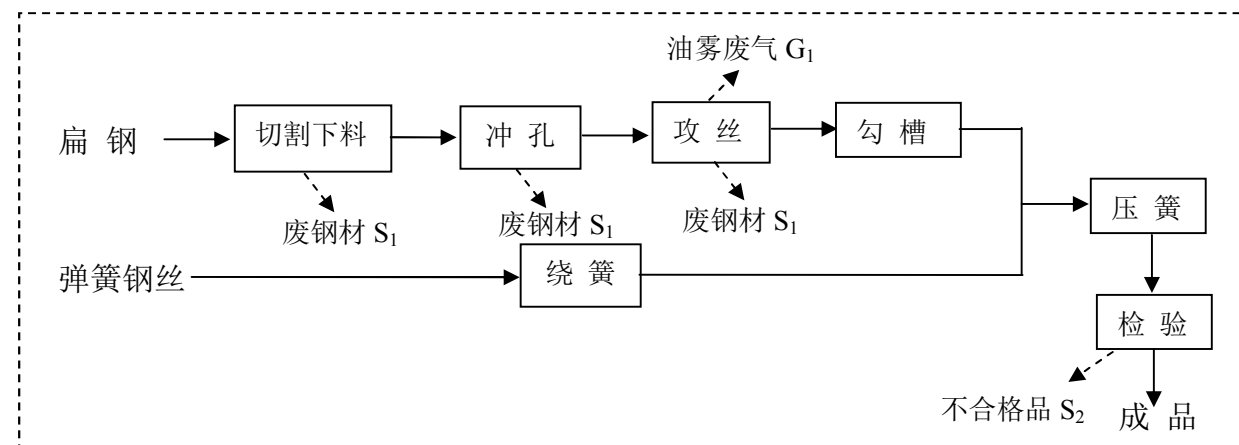 油雾废气 G₁
扁 钢
切割下料
冲 孔
攻 丝
勾 槽
废钢材 S₁
废钢材 S₁
废钢材 S₁
压 簧
弹簧钢丝
绕 簧
检 验
不合格品 S₂
成 品